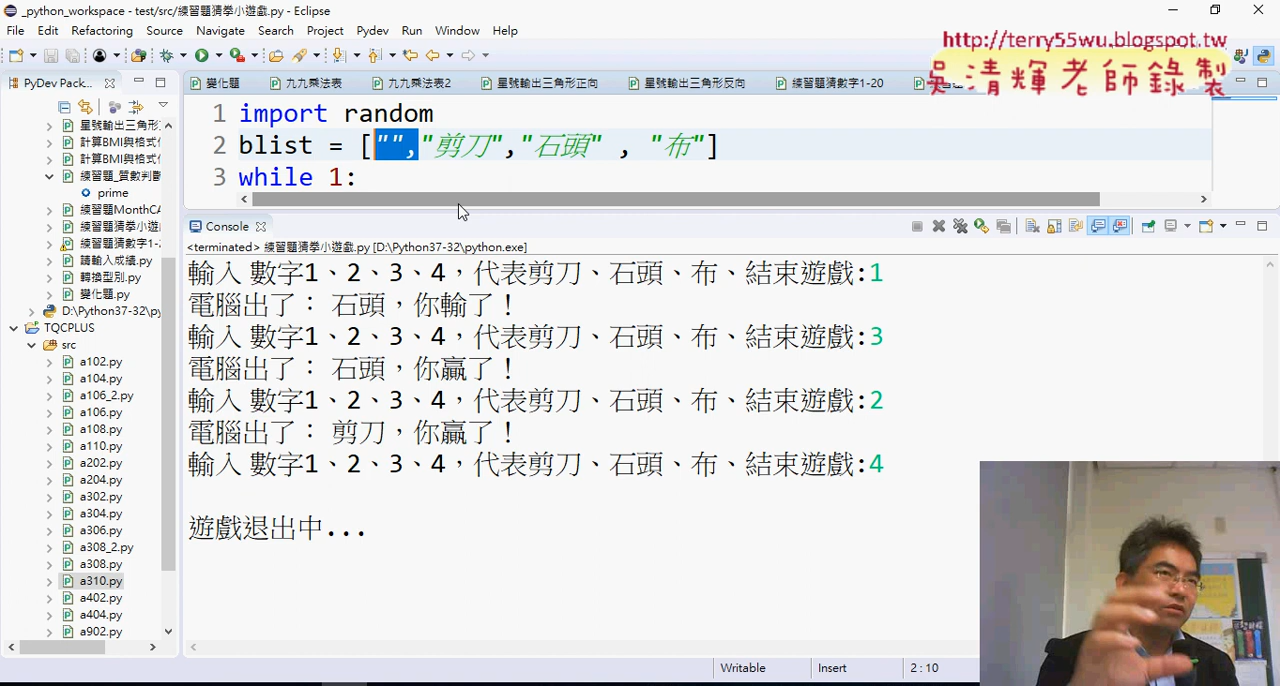 _python_workspace - test/src/練習題猜拳小遊戲.py - Eclipse
File Edit Refactoring Source Navigate Search Project Pydev Run Window Help
http://terry55wu.blogspot.tw
吳清輝老師錄製
PyDev Pack...
變化題 九九乘法表 九九乘法表2 星號輸出三角形正向 星號輸出三角形反向 練習題猜數字1-20
1 import random
2 blist = ["","剪刀","石頭" , "布"]
3 while 1:
星號輸出三角形
計算BMI與格式化
計算BMI與格式化
練習題_質數判斷
prime
練習題MonthCA
練習題猜拳小遊戲
練習題猜數字1-2
請輸入成績.py
轉換型別.py
變化題.py
D:\Python37-32\py
TQCPLUS
src
a102.py
a104.py
a106_2.py
a106.py
a108.py
a110.py
a202.py
a204.py
a302.py
a304.py
a306.py
a308_2.py
a308.py
a310.py
a402.py
a404.py
a902.py
Console
<terminated> 練習題猜拳小遊戲.py [D:\Python37-32\python.exe]
輸入 數字1、2、3、4，代表剪刀、石頭、布、結束遊戲:1
電腦出了： 石頭，你輸了！
輸入 數字1、2、3、4，代表剪刀、石頭、布、結束遊戲:3
電腦出了： 石頭，你贏了！
輸入 數字1、2、3、4，代表剪刀、石頭、布、結束遊戲:2
電腦出了： 剪刀，你贏了！
輸入 數字1、2、3、4，代表剪刀、石頭、布、結束遊戲:4
遊戲退出中...
Writable Insert 2 : 10